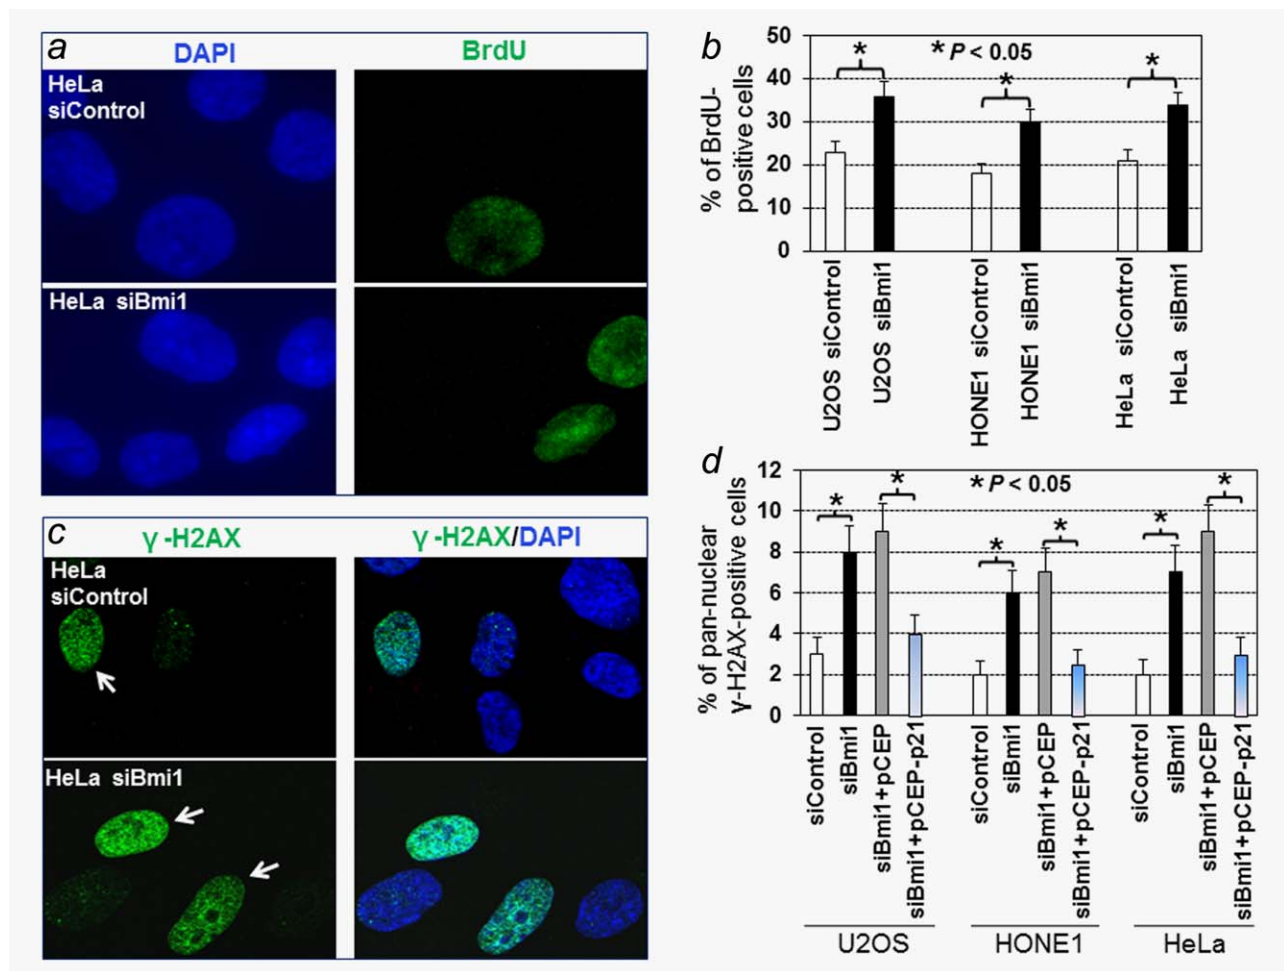 a
DAPI
BrdU
HeLa
siControl
HeLa siBmi1
b
% of BrdU-
positive cells
50
40
30
20
10
0
* P < 0.05
*
*
*
U2OS siControl
U2OS siBmi1
HONE1 siControl
HONE1 siBmi1
HeLa siControl
HeLa siBmi1
c
γ -H2AX
γ -H2AX/DAPI
HeLa
siControl
HeLa siBmi1
d
% of pan-nuclear
γ-H2AX-positive cells
12
10
8
6
4
2
0
* P < 0.05
*
*
*
*
*
*
siControl
siBmi1
siBmi1+pCEP
siBmi1+pCEP-p21
siControl
siBmi1
siBmi1+pCEP
siBmi1+pCEP-p21
siControl
siBmi1
siBmi1+pCEP
siBmi1+pCEP-p21
U2OS
HONE1
HeLa